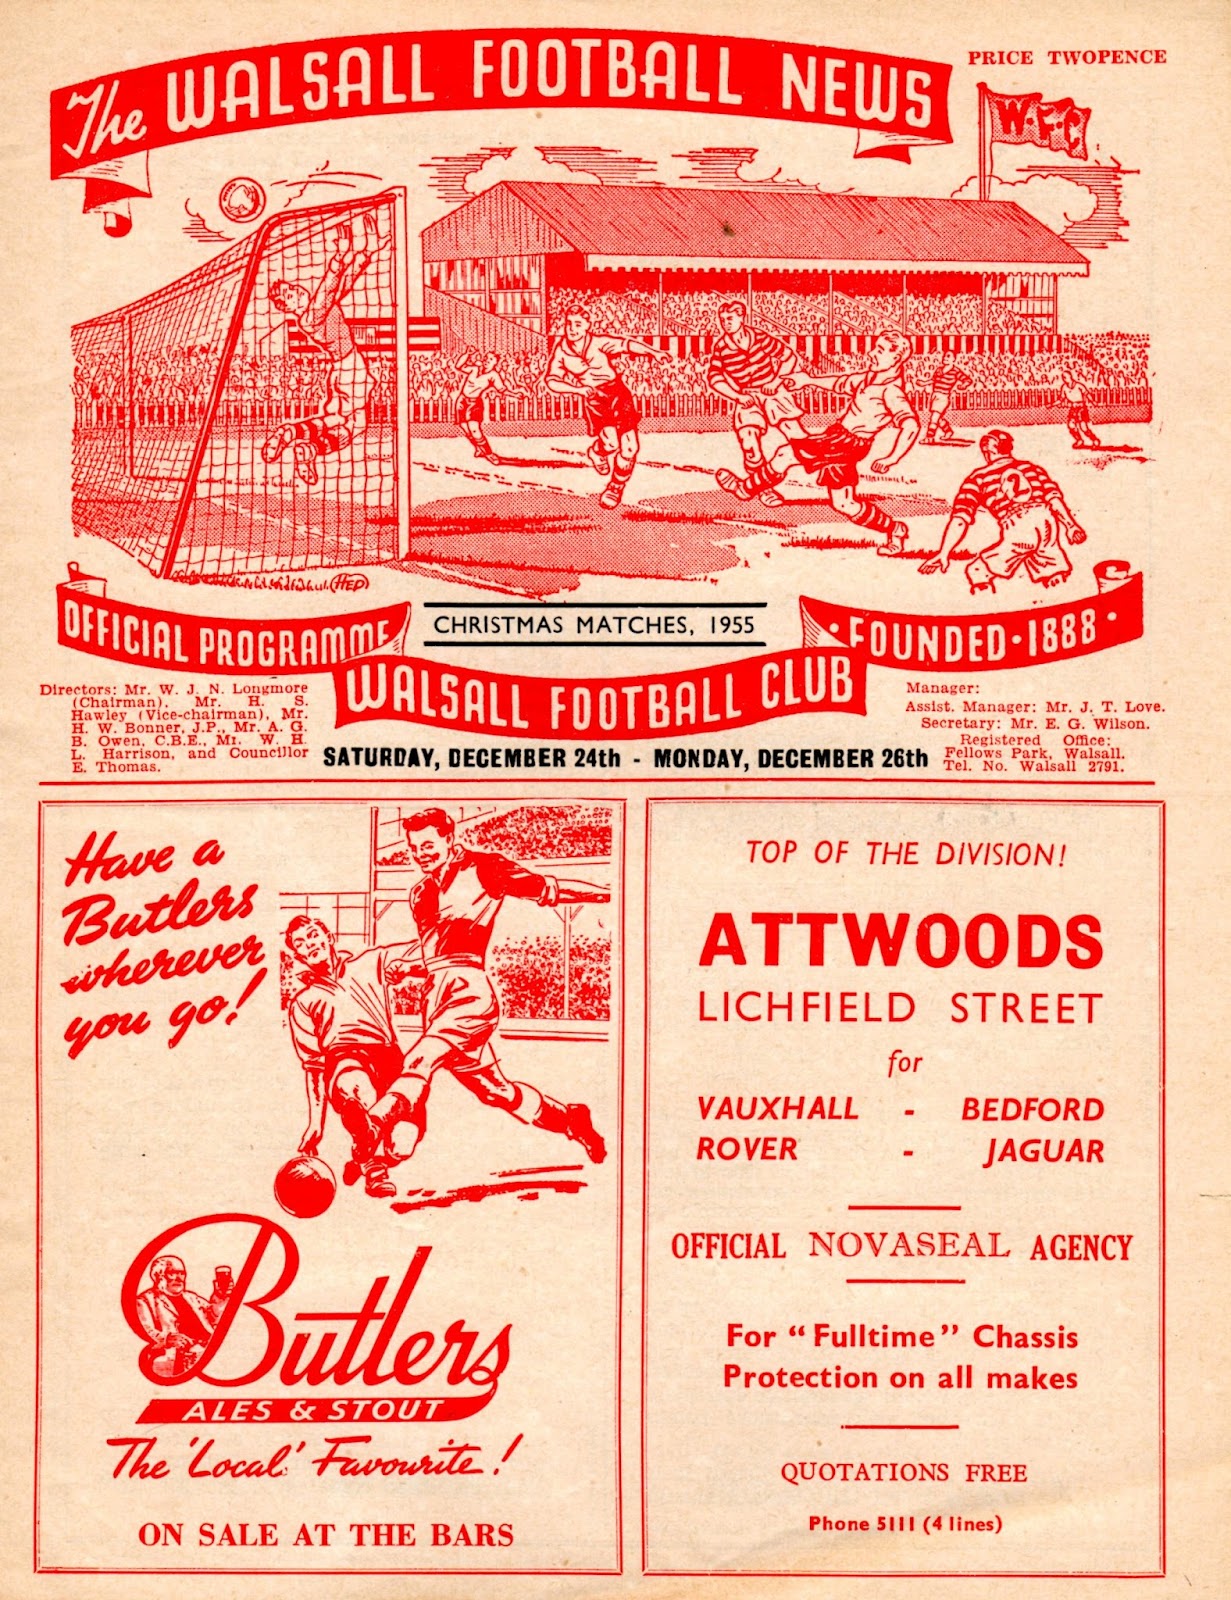 The WALSALL FOOTBALL NEWS
PRICE TWOPENCE
W·F·C
2
HED
OFFICIAL PROGRAMME
CHRISTMAS MATCHES, 1955
· FOUNDED · 1888 ·
WALSALL FOOTBALL CLUB
Directors: Mr. W. J. N. Longmore
(Chairman), Mr. H. S.
Hawley (Vice-chairman), Mr.
H. W. Bonner, J.P., Mr. A. G.
B. Owen, C.B.E., Mr. W. H.
L. Harrison, and Councillor
E. Thomas.
Manager:
Assist. Manager: Mr. J. T. Love.
Secretary: Mr. E. G. Wilson.
Registered Office:
Fellows Park, Walsall.
Tel. No. Walsall 2791.
SATURDAY, DECEMBER 24th - MONDAY, DECEMBER 26th
Have a
Butlers
wherever
you go!
Butlers
ALES & STOUT
The 'Local' Favourite!
ON SALE AT THE BARS
TOP OF THE DIVISION!
ATTWOODS
LICHFIELD STREET
for
VAUXHALL - BEDFORD
ROVER - JAGUAR
OFFICIAL NOVASEAL AGENCY
For "Fulltime" Chassis
Protection on all makes
QUOTATIONS FREE
Phone 5111 (4 lines)